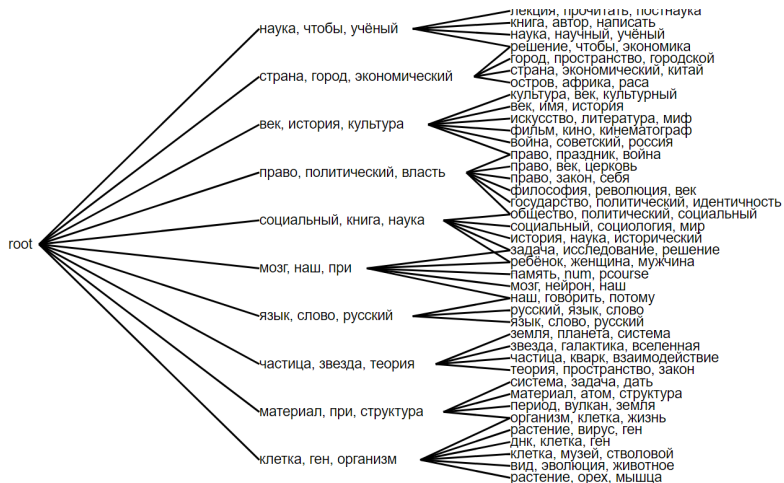 root
наука, чтобы, учёный
страна, город, экономический
век, история, культура
право, политический, власть
социальный, книга, наука
мозг, наш, при
язык, слово, русский
частица, звезда, теория
материал, при, структура
клетка, ген, организм
лекция, прочитать, постнаука
книга, автор, написать
наука, научный, учёный
решение, чтобы, экономика
город, пространство, городской
страна, экономический, китай
остров, африка, раса
культура, век, культурный
век, имя, история
искусство, литература, миф
фильм, кино, кинематограф
война, советский, россия
право, праздник, война
право, век, церковь
право, закон, себя
философия, революция, век
государство, политический, идентичность
общество, политический, социальный
социальный, социология, мир
история, наука, исторический
задача, исследование, решение
ребёнок, женщина, мужчина
память, num, pcourse
мозг, нейрон, наш
наш, говорить, потому
русский, язык, слово
язык, слово, русский
земля, планета, система
звезда, галактика, вселенная
частица, кварк, взаимодействие
теория, пространство, закон
система, задача, дать
материал, атом, структура
период, вулкан, земля
организм, клетка, жизнь
растение, вирус, ген
днк, клетка, ген
клетка, музей, стволовой
вид, эволюция, животное
растение, орех, мышца